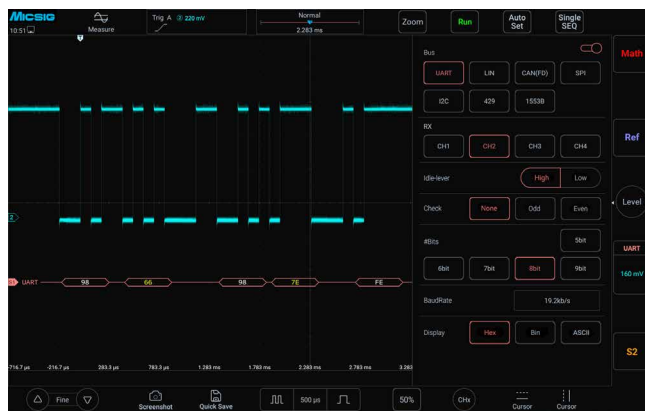 Micsig
10:51
Measure
Trig A ② 220 mV
Normal
2.283 ms
Zoom
Run
Auto Set
Single SEQ
Bus
UART LIN CAN(FD) SPI
I2C 429 1553B
RX
CH1 CH2 CH3 CH4
Idle-lever
High Low
Check
None Odd Even
#Bits
5bit
6bit 7bit 8bit 9bit
BaudRate
19.2kb/s
Display
Hex Bin ASCII
Math
Ref
Level
UART
160 mV
S2
2
S1 UART 98 66 98 7E FE
-716.7 μs -216.7 μs 283.3 μs 783.3 μs 1.283 ms 1.783 ms 2.283 ms 2.783 ms 3.283
Fine
Screenshot
Quick Save
500 μs
50%
CHx
Cursor
Cursor